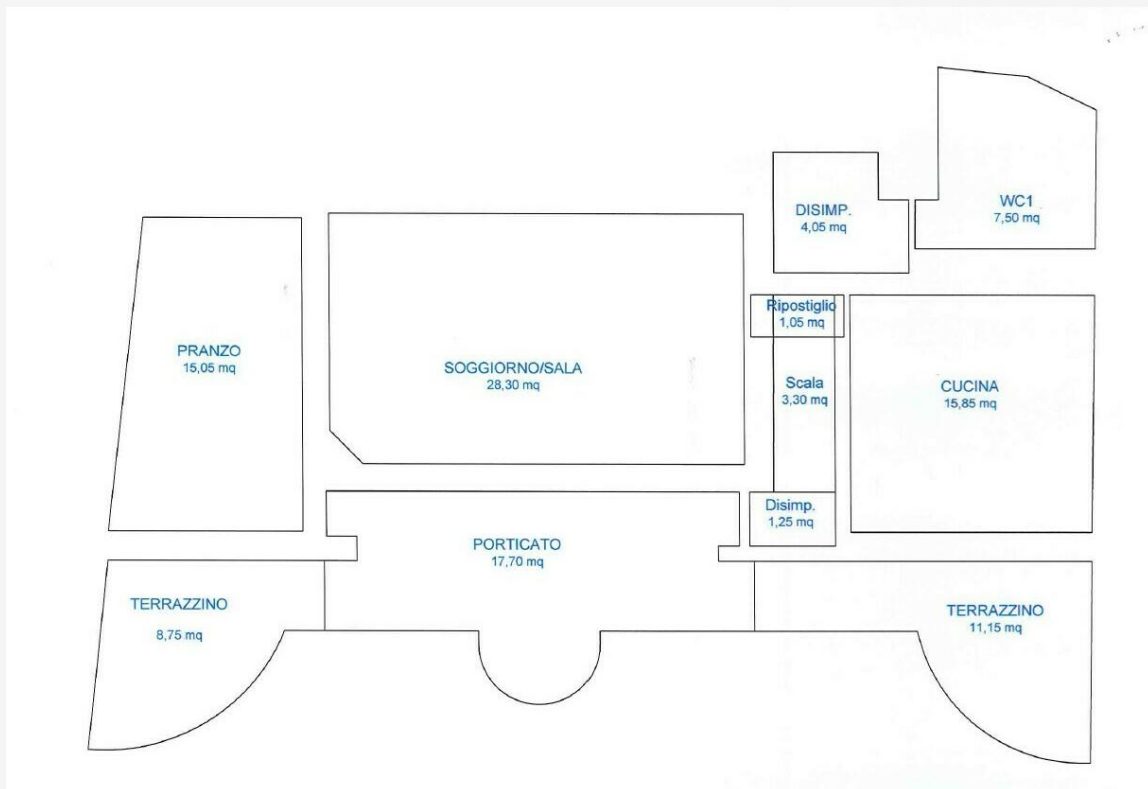 WC1
7,50 mq
DISIMP.
4,05 mq
Ripostiglio
1,05 mq
PRANZO
15,05 mq
SOGGIORNO/SALA
28,30 mq
Scala
3,30 mq
CUCINA
15,85 mq
Disimp.
1,25 mq
PORTICATO
17,70 mq
TERRAZZINO
8,75 mq
TERRAZZINO
11,15 mq